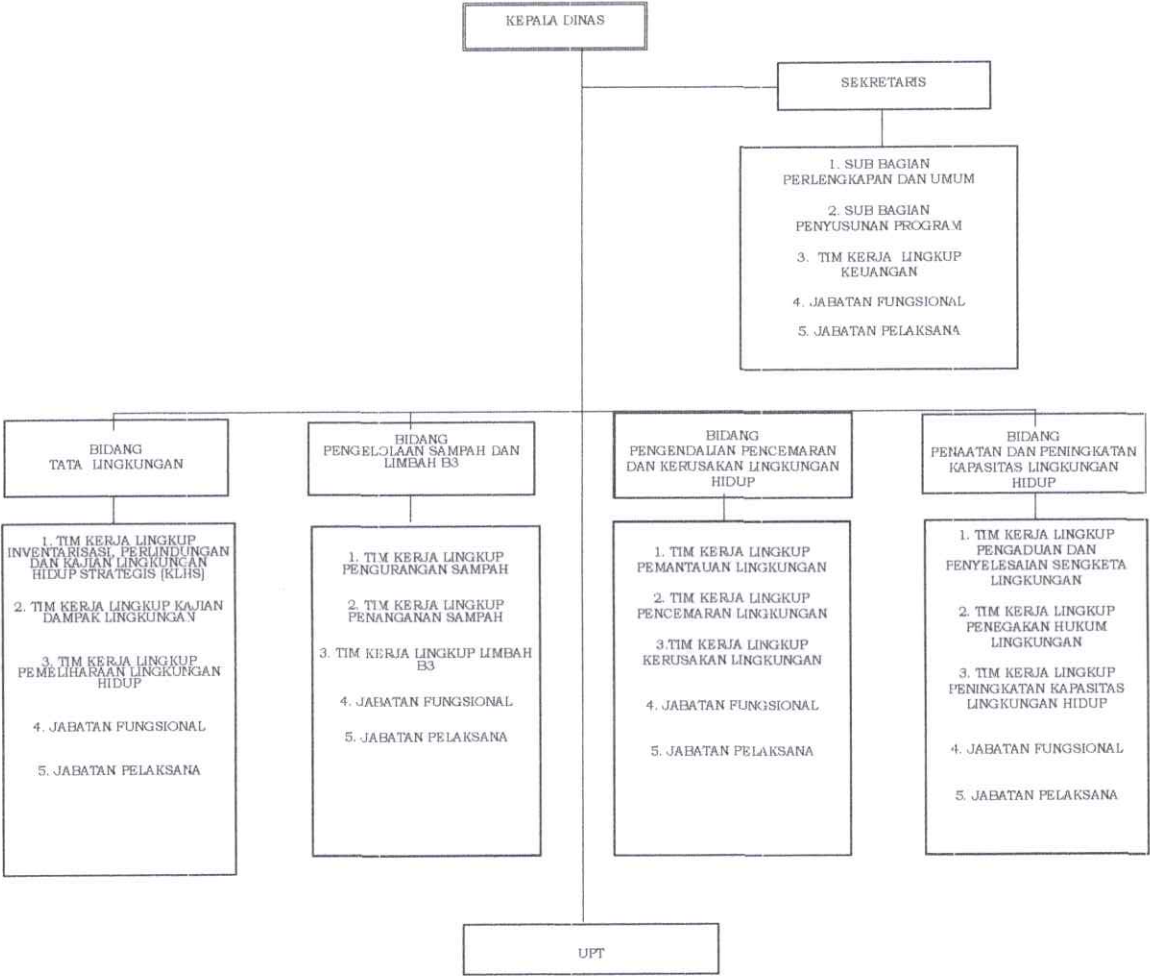 KEPALA DINAS
SEKRETARIS
1. SUB BAGIAN
PERLENGKAPAN DAN UMUM
2. SUB BAGIAN
PENYUSUNAN PROGRAM
3. TIM KERJA LINGKUP
KEUANGAN
4. JABATAN FUNGSIONAL
5. JABATAN PELAKSANA
BIDANG
TATA LINGKUNGAN
1. TIM KERJA LINGKUP
INVENTARISASI, PERLINDUNGAN
DAN KAJIAN LINGKUNGAN
HIDUP STRATEGIS (KLHS)
2. TIM KERJA LINGKUP KAJIAN
DAMPAK LINGKUNGAN
3. TIM KERJA LINGKUP
PEMELIHARAAN LINGKUNGAN
HIDUP
4. JABATAN FUNGSIONAL
5. JABATAN PELAKSANA
BIDANG
PENGELOLAAN SAMPAH DAN
LIMBAH B3
1. TIM KERJA LINGKUP
PENGURANGAN SAMPAH
2. TIM KERJA LINGKUP
PENANGANAN SAMPAH
3. TIM KERJA LINGKUP LIMBAH
B3
4. JABATAN FUNGSIONAL
5. JABATAN PELAKSANA
BIDANG
PENGENDALIAN PENCEMARAN
DAN KERUSAKAN LINGKUNGAN
HIDUP
1. TIM KERJA LINGKUP
PEMANTAUAN LINGKUNGAN
2. TIM KERJA LINGKUP
PENCEMARAN LINGKUNGAN
3.TIM KERJA LINGKUP
KERUSAKAN LINGKUNGAN
4. JABATAN FUNGSIONAL
5. JABATAN PELAKSANA
BIDANG
PENAATAN DAN PENINGKATAN
KAPASITAS LINGKUNGAN
HIDUP
1. TIM KERJA LINGKUP
PENGADUAN DAN
PENYELESAIAN SENGKETA
LINGKUNGAN
2. TIM KERJA LINGKUP
PENEGAKAN HUKUM
LINGKUNGAN
3. TIM KERJA LINGKUP
PENINGKATAN KAPASITAS
LINGKUNGAN HIDUP
4. JABATAN FUNGSIONAL
5. JABATAN PELAKSANA
UPT